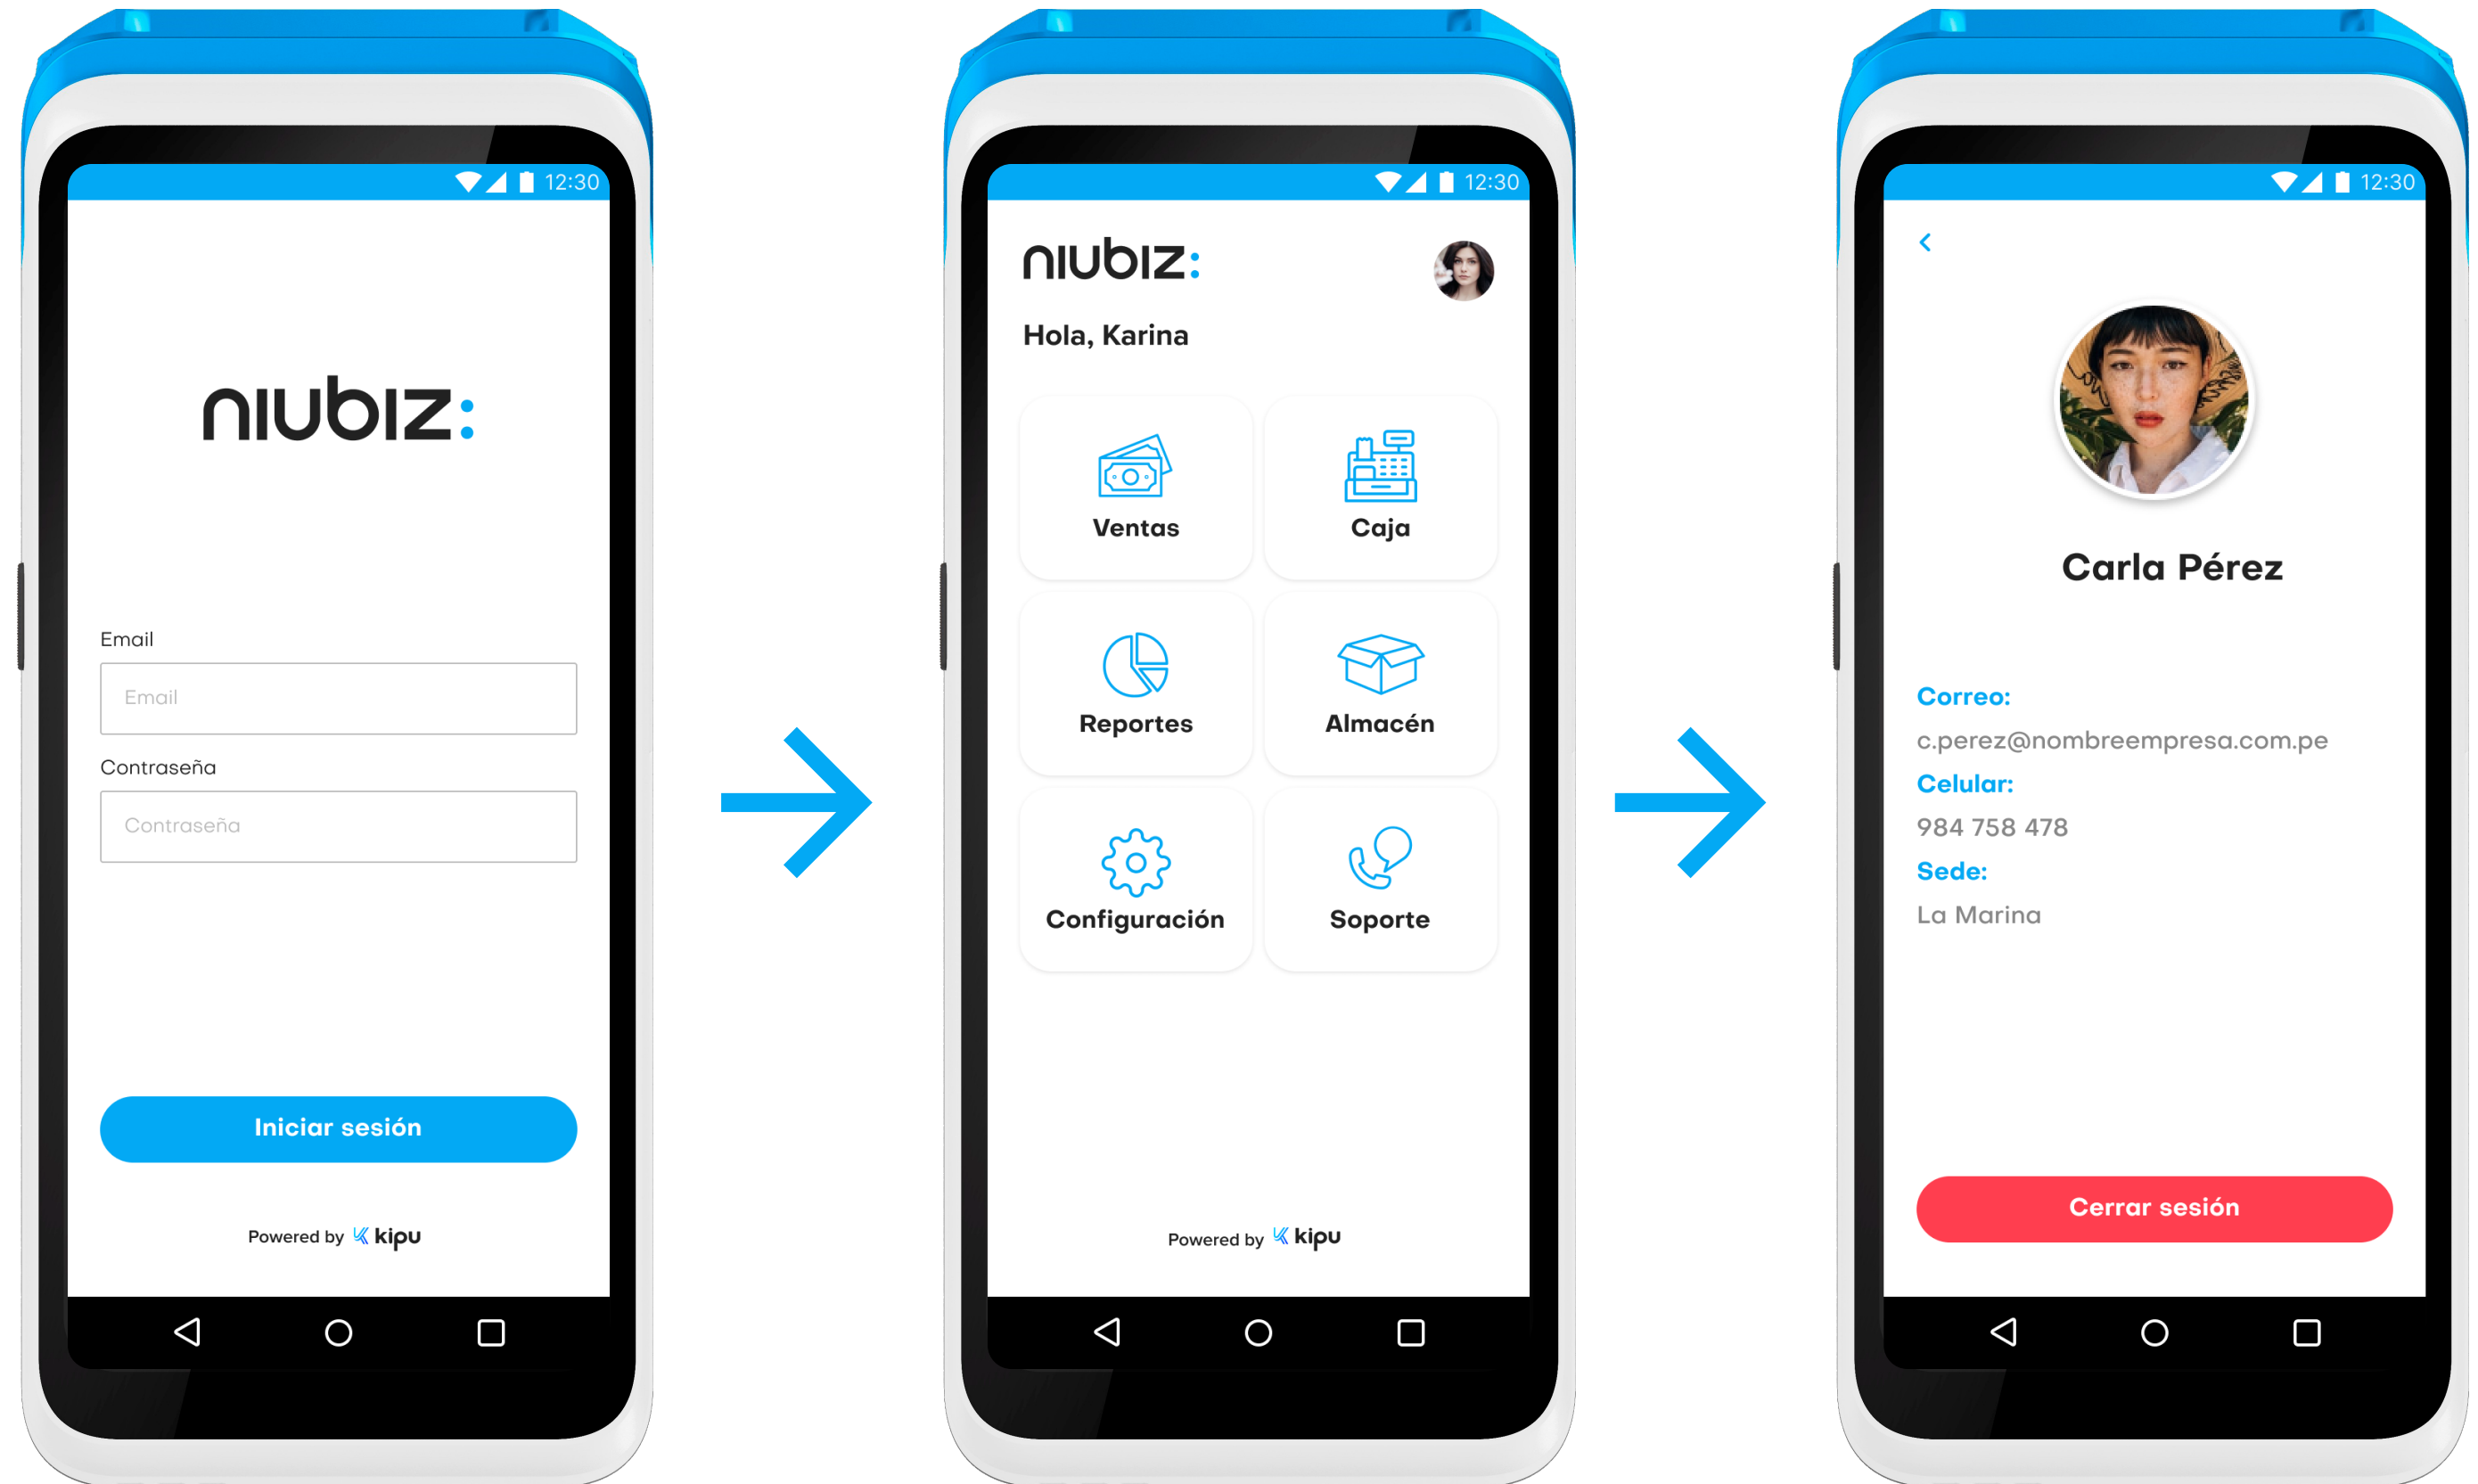 12:30
niubiz:
Email
Email
Contraseña
Contraseña
Iniciar sesión
Powered by kipu
12:30
niubiz:
Hola, Karina
Ventas
Caja
Reportes
Almacén
Configuración
Soporte
Powered by kipu
12:30
Carla Pérez
Correo:
c.perez@nombreempresa.com.pe
Celular:
984 758 478
Sede:
La Marina
Cerrar sesión